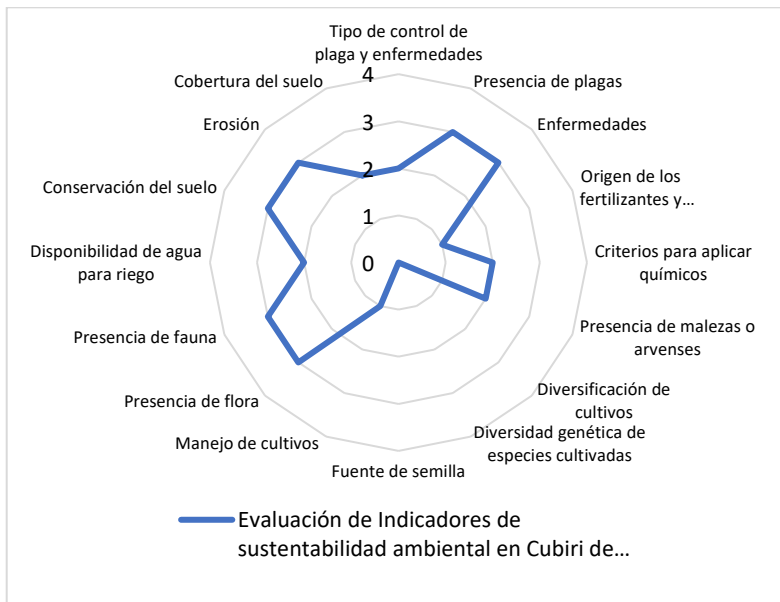 Tipo de control de
plaga y enfermedades
Presencia de plagas
Enfermedades
Origen de los
fertilizantes y...
Criterios para aplicar
químicos
Presencia de malezas o
arvenses
Diversificación de
cultivos
Diversidad genética de
especies cultivadas
Fuente de semilla
Manejo de cultivos
Presencia de flora
Presencia de fauna
Disponibilidad de agua
para riego
Conservación del suelo
Erosión
Cobertura del suelo
4
3
2
1
0
Evaluación de Indicadores de
sustentabilidad ambiental en Cubiri de...